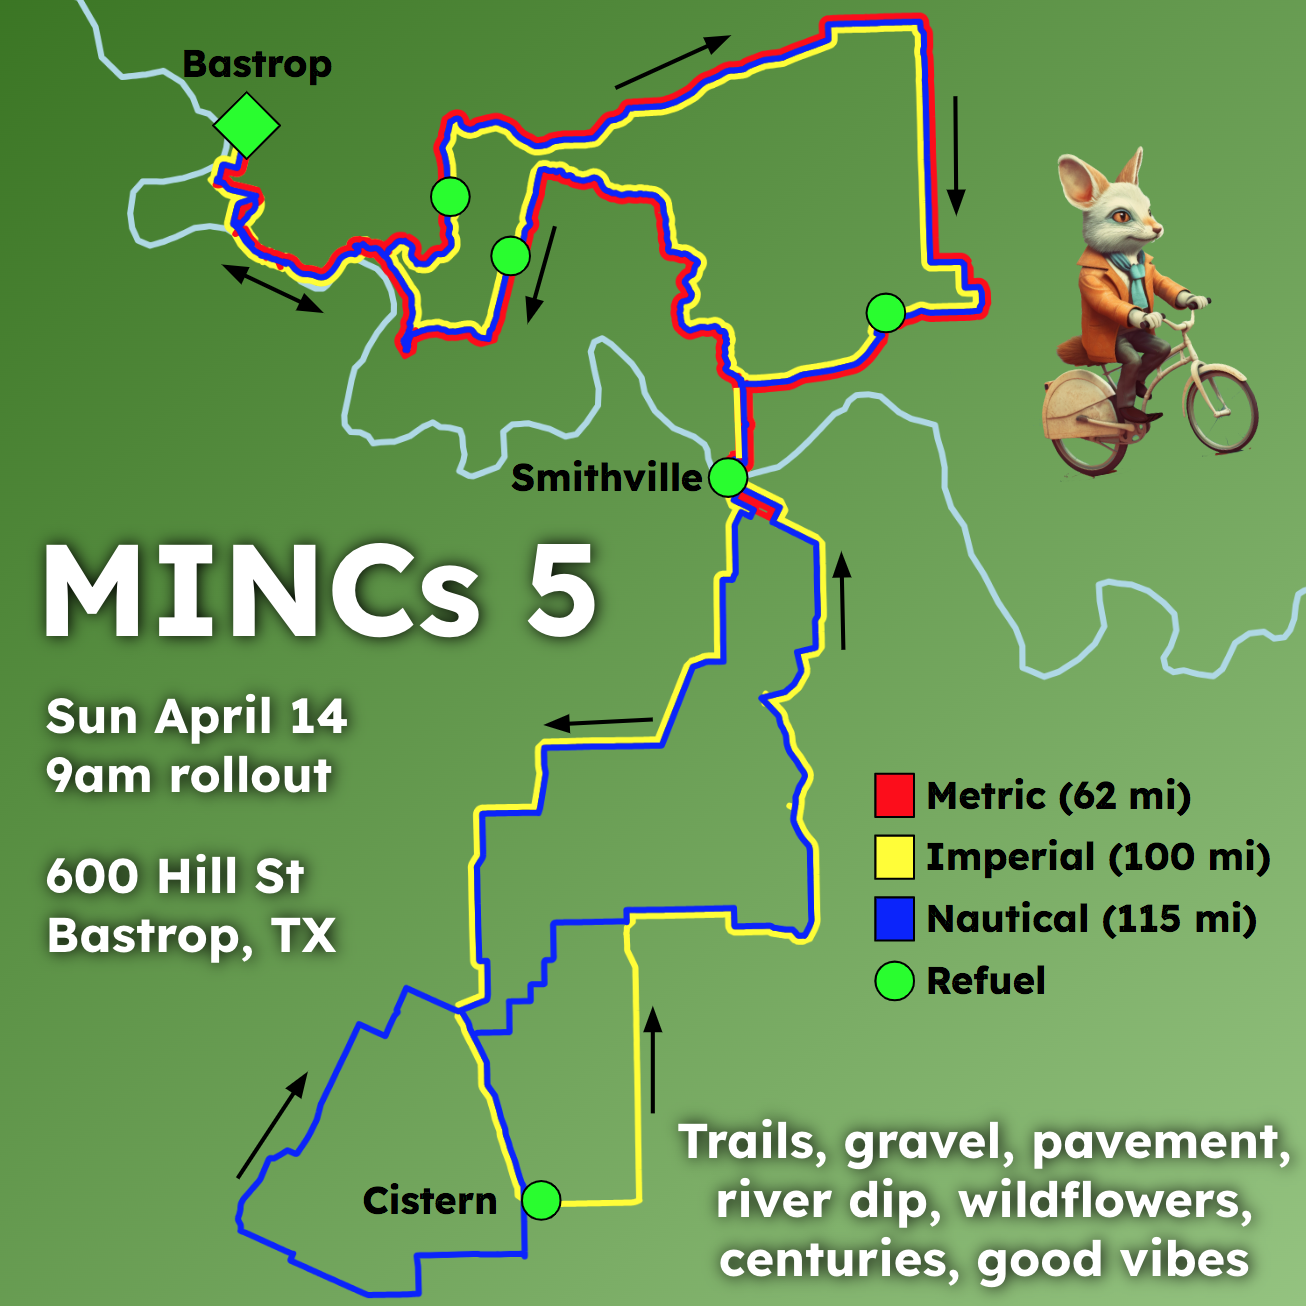 Bastrop
Smithville
MINCs 5
Sun April 14
9am rollout
600 Hill St
Bastrop, TX
Metric (62 mi)
Imperial (100 mi)
Nautical (115 mi)
Refuel
Cistern
Trails, gravel, pavement,
river dip, wildflowers,
centuries, good vibes